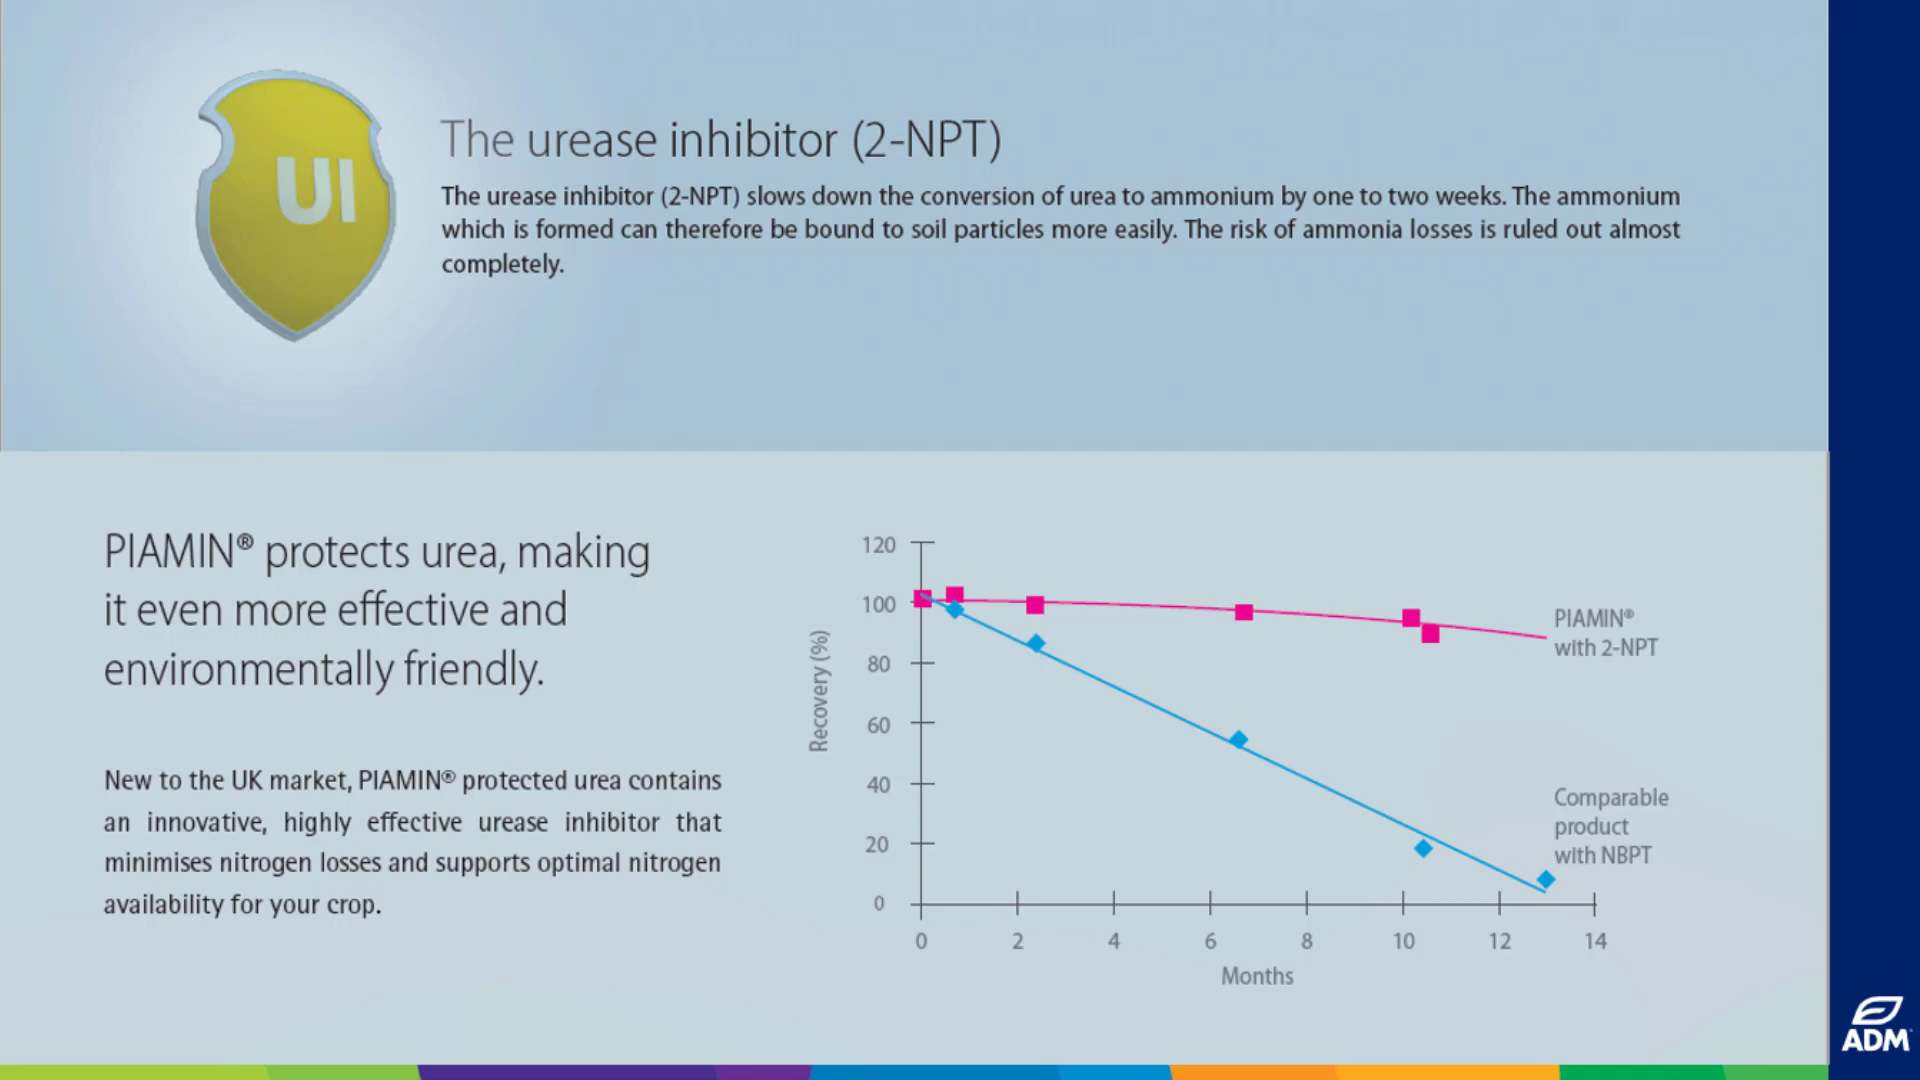 UI
The urease inhibitor (2-NPT)
The urease inhibitor (2-NPT) slows down the conversion of urea to ammonium by one to two weeks. The ammonium
which is formed can therefore be bound to soil particles more easily. The risk of ammonia losses is ruled out almost
completely.
PIAMIN® protects urea, making
it even more effective and
environmentally friendly.
New to the UK market, PIAMIN® protected urea contains
an innovative, highly effective urease inhibitor that
minimises nitrogen losses and supports optimal nitrogen
availability for your crop.
Recovery (%)
120
100
80
60
40
20
0
0 2 4 6 8 10 12 14
Months
PIAMIN®
with 2-NPT
Comparable
product
with NBPT
ADM